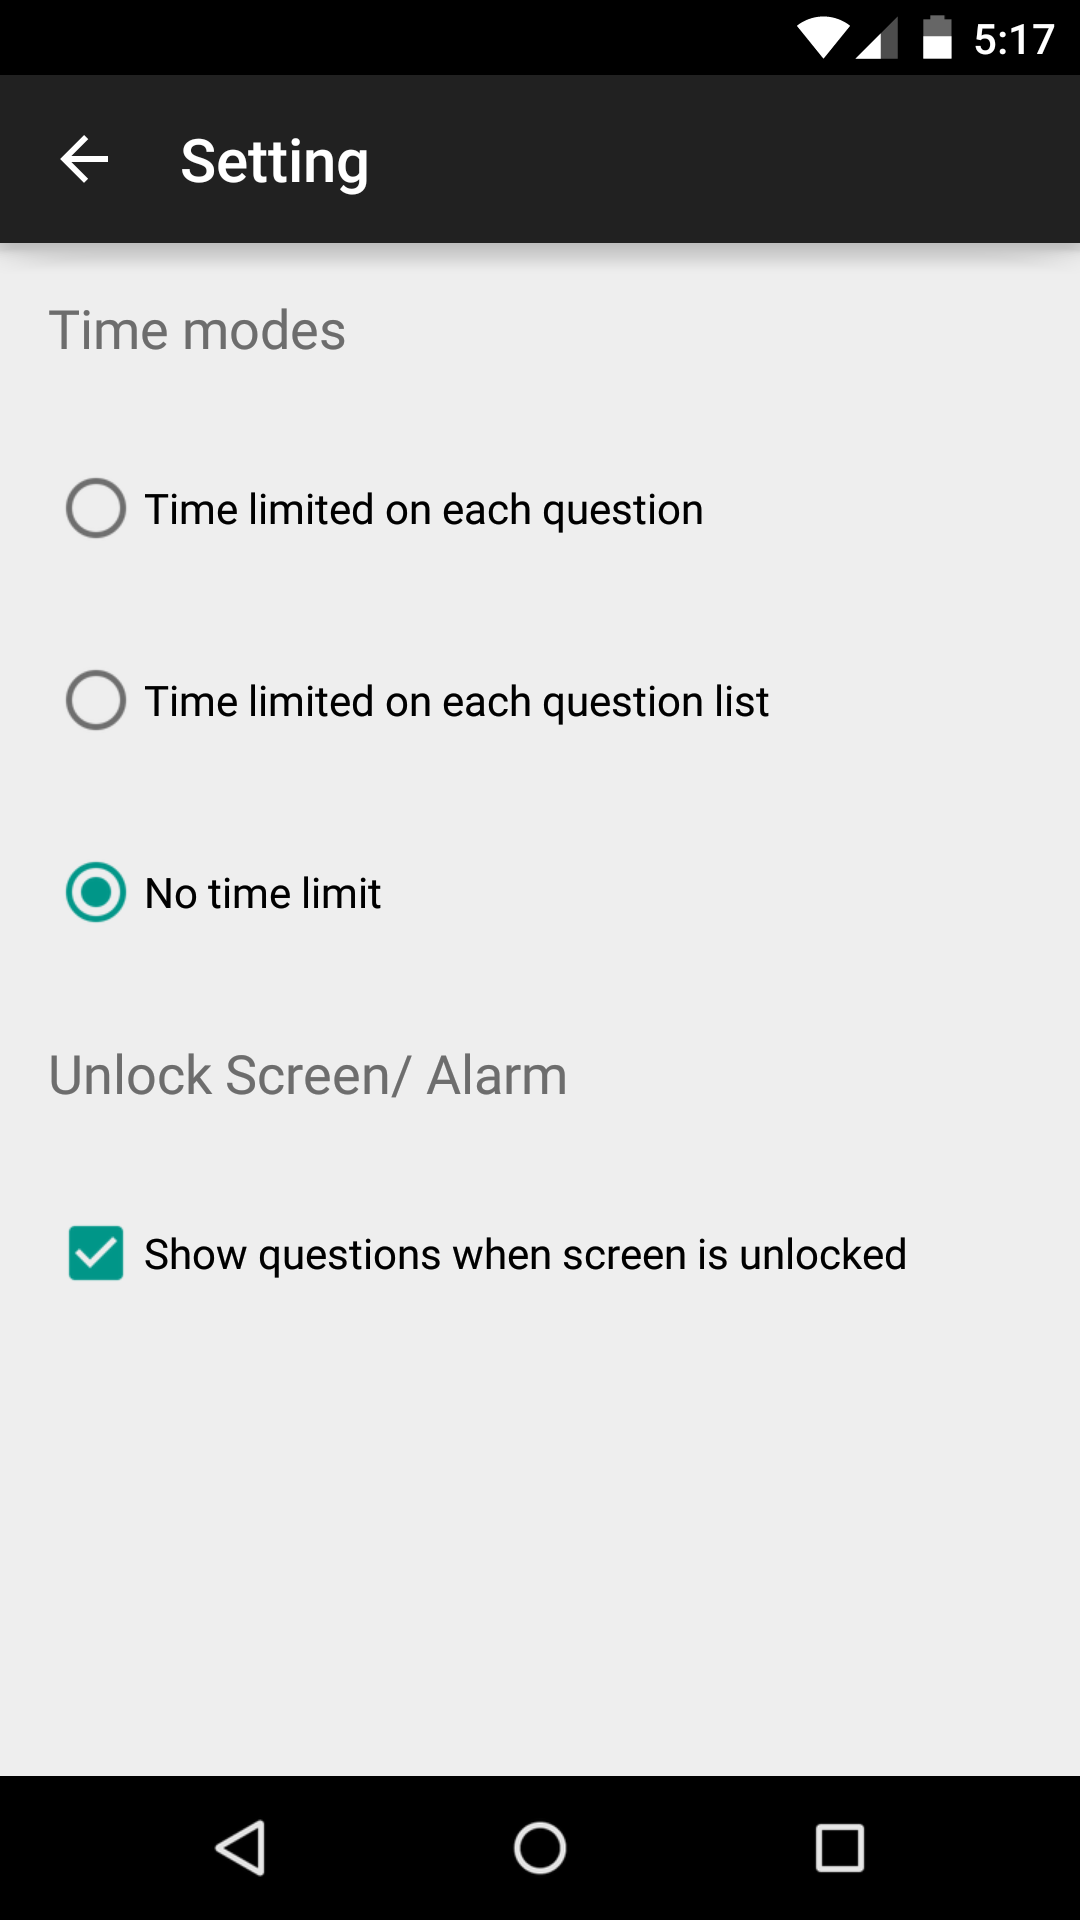 5:17
Setting
Time modes
Time limited on each question
Time limited on each question list
No time limit
Unlock Screen/ Alarm
Show questions when screen is unlocked